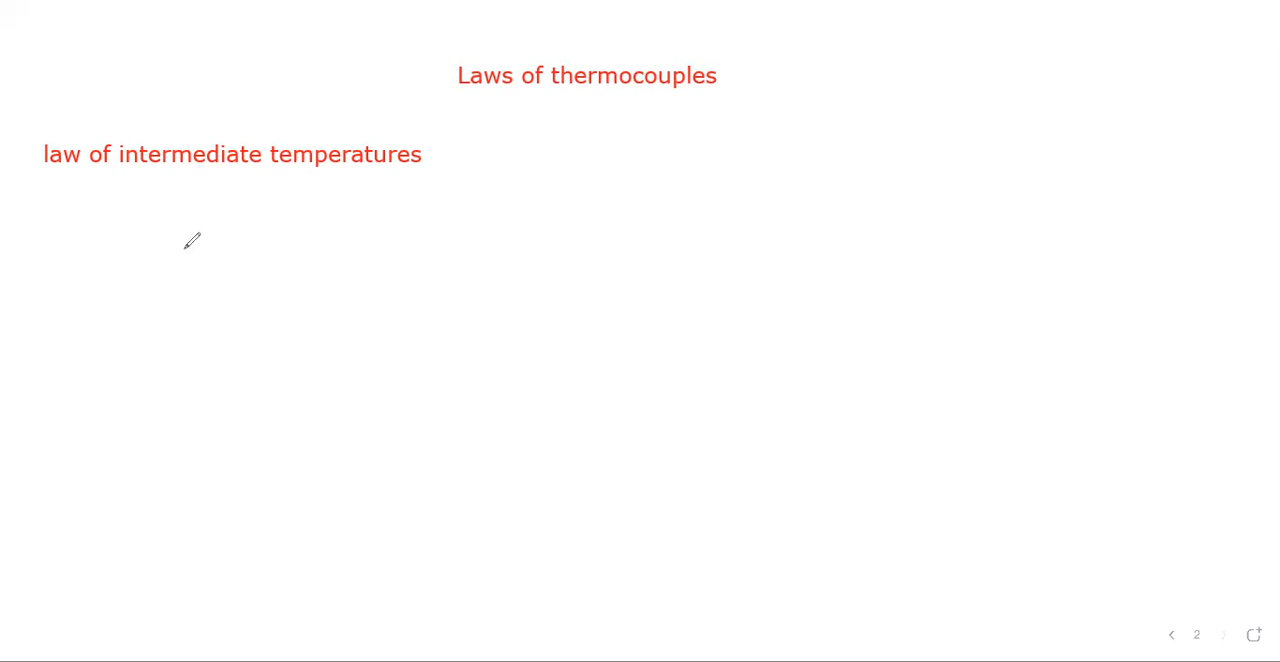 Laws of thermocouples
law of intermediate temperatures
2